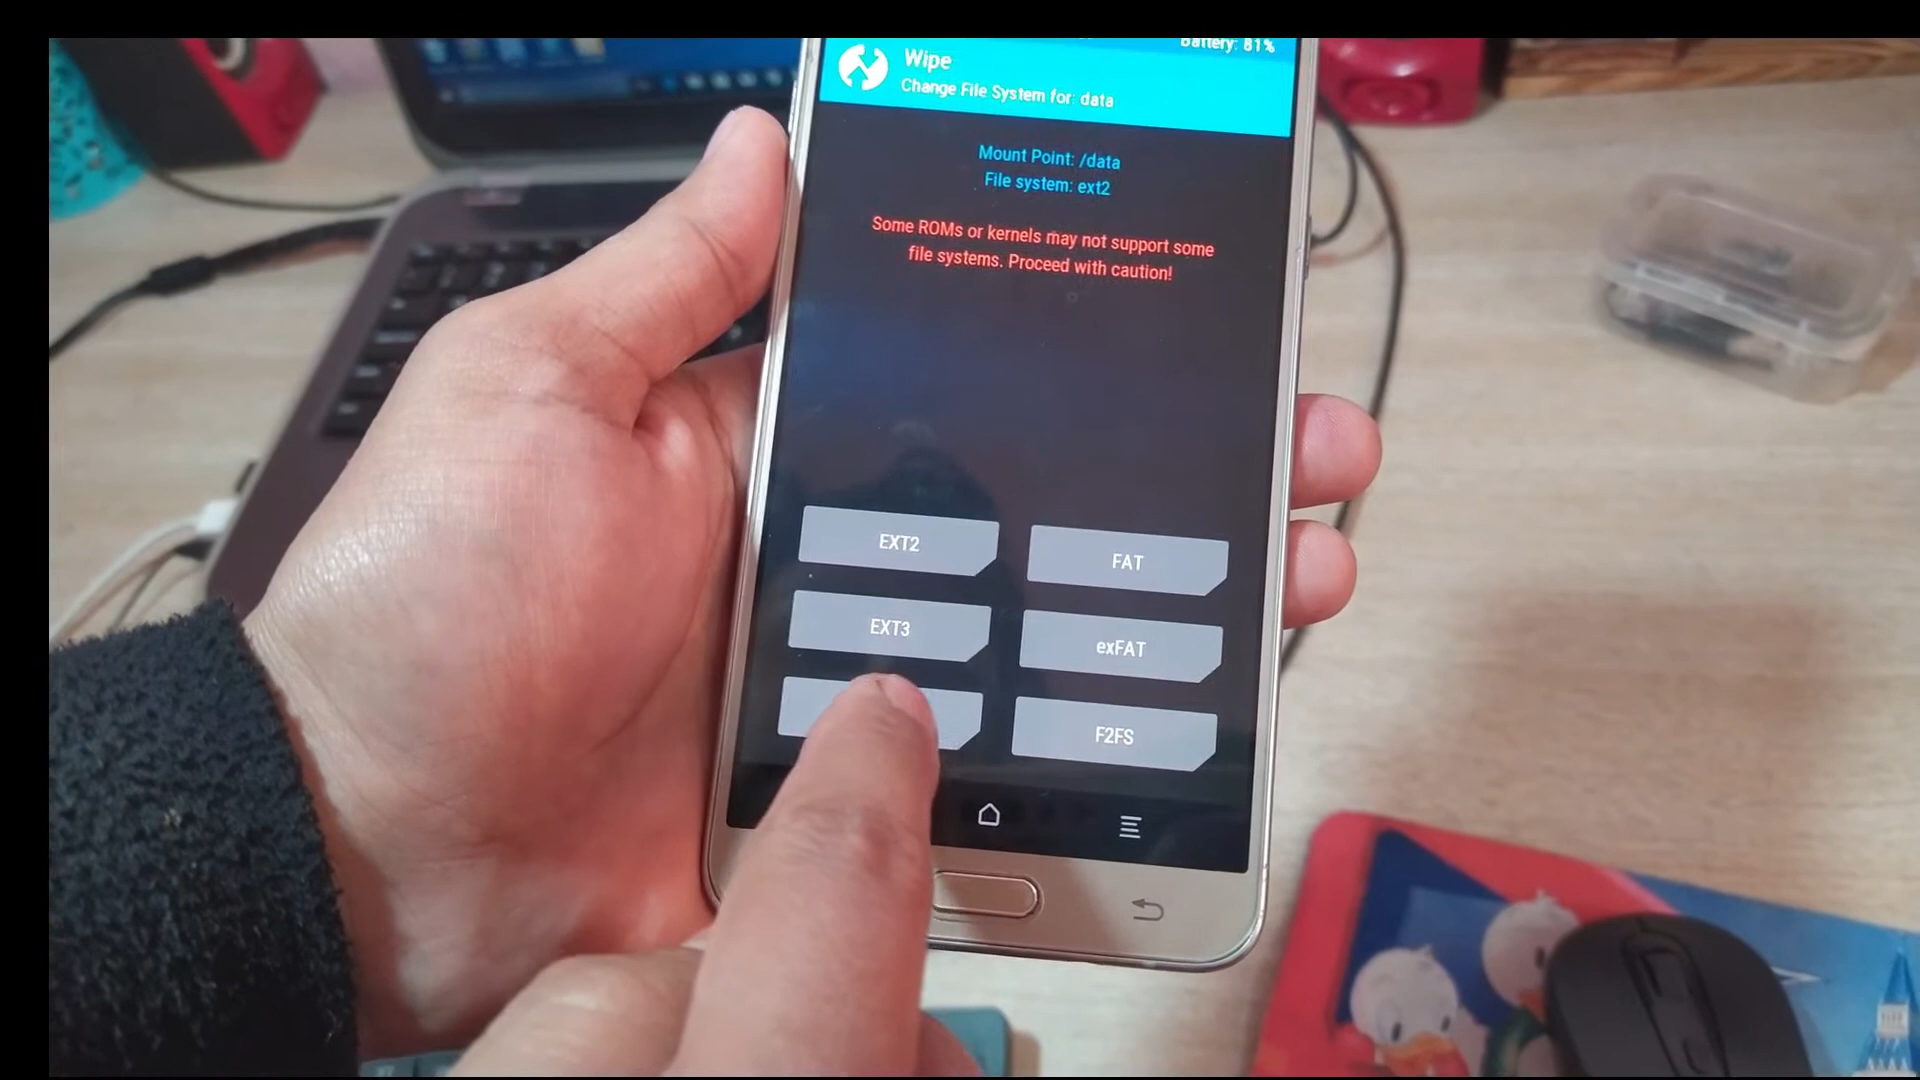 Battery: 81%
Wipe
Change File System for: data
Mount Point: /data
File system: ext2
Some ROMs or kernels may not support some
file systems. Proceed with caution!
EXT2
FAT
EXT3
exFAT
F2FS